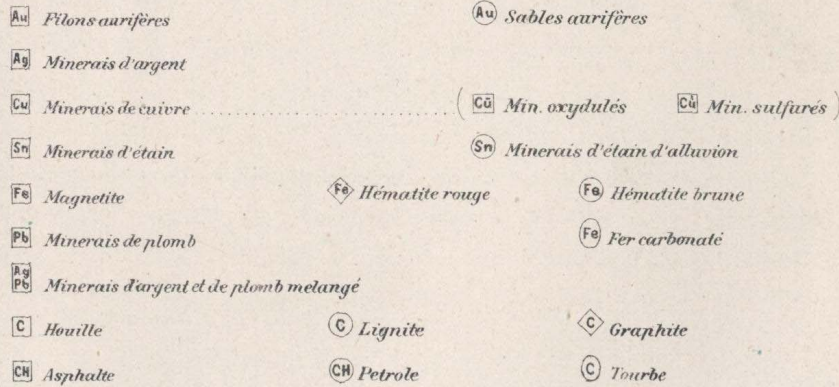 Au Filons aurifères Au Sables aurifères
Ag Minerais d'argent
Cu Minerais de cuivre ( Cū Min. oxydulés Cu̇ Min. sulfurés )
Sn Minerais d'étain Sn Minerais d'étain d'alluvion
Fe Magnetite Fe Hématite rouge Fe Hématite brune
Pb Minerais de plomb Fe Fer carbonaté
Ag Pb Minerais d'argent et de plomb melangé
C Houille C Lignite C Graphite
CH Asphalte CH Petrole C Tourbe